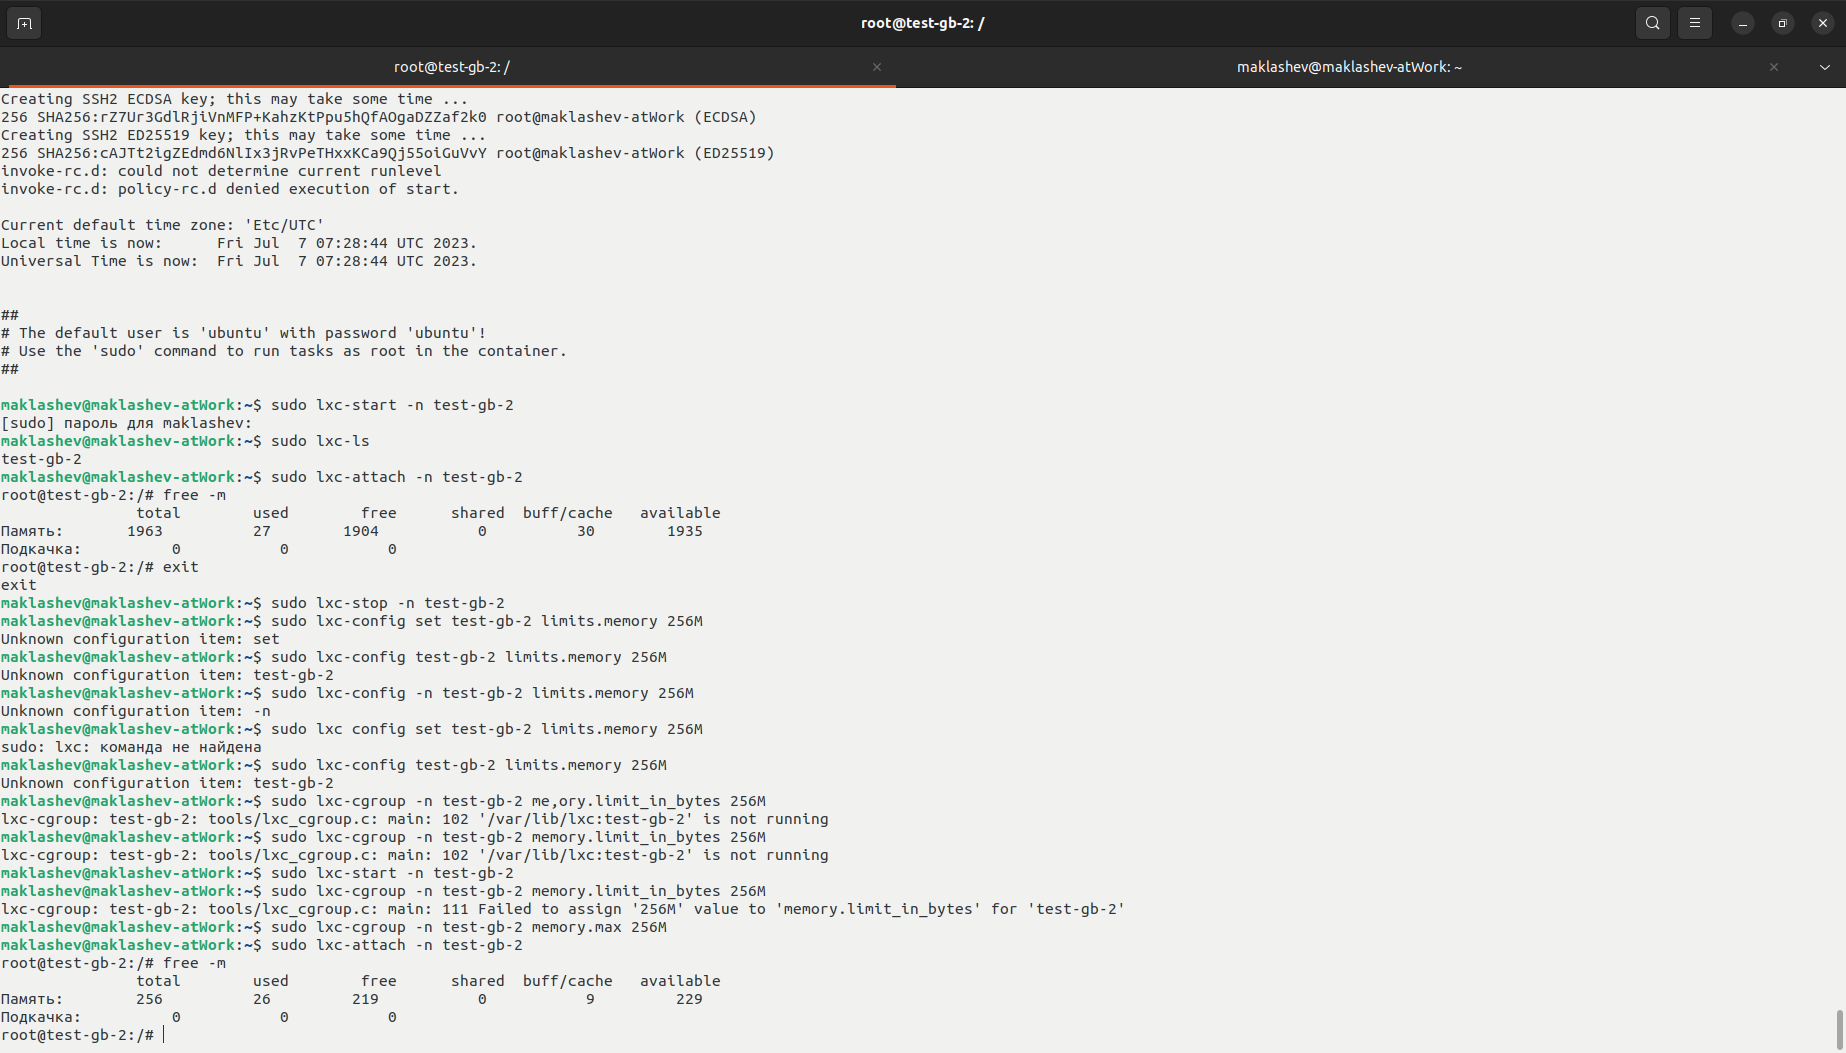 root@test-gb-2: /
root@test-gb-2: /
maklashev@maklashev-atWork: ~
Creating SSH2 ECDSA key; this may take some time ...
256 SHA256:rZ7Ur3GdlRjiVnMFP+KahzKtPpu5hQfAOgaDZZaf2k0 root@maklashev-atWork (ECDSA)
Creating SSH2 ED25519 key; this may take some time ...
256 SHA256:cAJTt2igZEdmd6NlIx3jRvPeTHxxKCa9Qj55oiGuVvY root@maklashev-atWork (ED25519)
invoke-rc.d: could not determine current runlevel
invoke-rc.d: policy-rc.d denied execution of start.
Current default time zone: 'Etc/UTC'
Local time is now:      Fri Jul  7 07:28:44 UTC 2023.
Universal Time is now:  Fri Jul  7 07:28:44 UTC 2023.
##
# The default user is 'ubuntu' with password 'ubuntu'!
# Use the 'sudo' command to run tasks as root in the container.
##
maklashev@maklashev-atWork:~$ sudo lxc-start -n test-gb-2
[sudo] пароль для maklashev:
maklashev@maklashev-atWork:~$ sudo lxc-ls
test-gb-2
maklashev@maklashev-atWork:~$ sudo lxc-attach -n test-gb-2
root@test-gb-2:/# free -m
               total        used        free      shared  buff/cache   available
Память:       1963          27        1904           0          30        1935
Подкачка:          0           0           0
root@test-gb-2:/# exit
exit
maklashev@maklashev-atWork:~$ sudo lxc-stop -n test-gb-2
maklashev@maklashev-atWork:~$ sudo lxc-config set test-gb-2 limits.memory 256M
Unknown configuration item: set
maklashev@maklashev-atWork:~$ sudo lxc-config test-gb-2 limits.memory 256M
Unknown configuration item: test-gb-2
maklashev@maklashev-atWork:~$ sudo lxc-config -n test-gb-2 limits.memory 256M
Unknown configuration item: -n
maklashev@maklashev-atWork:~$ sudo lxc config set test-gb-2 limits.memory 256M
sudo: lxc: команда не найдена
maklashev@maklashev-atWork:~$ sudo lxc-config test-gb-2 limits.memory 256M
Unknown configuration item: test-gb-2
maklashev@maklashev-atWork:~$ sudo lxc-cgroup -n test-gb-2 me,ory.limit_in_bytes 256M
lxc-cgroup: test-gb-2: tools/lxc_cgroup.c: main: 102 '/var/lib/lxc:test-gb-2' is not running
maklashev@maklashev-atWork:~$ sudo lxc-cgroup -n test-gb-2 memory.limit_in_bytes 256M
lxc-cgroup: test-gb-2: tools/lxc_cgroup.c: main: 102 '/var/lib/lxc:test-gb-2' is not running
maklashev@maklashev-atWork:~$ sudo lxc-start -n test-gb-2
maklashev@maklashev-atWork:~$ sudo lxc-cgroup -n test-gb-2 memory.limit_in_bytes 256M
lxc-cgroup: test-gb-2: tools/lxc_cgroup.c: main: 111 Failed to assign '256M' value to 'memory.limit_in_bytes' for 'test-gb-2'
maklashev@maklashev-atWork:~$ sudo lxc-cgroup -n test-gb-2 memory.max 256M
maklashev@maklashev-atWork:~$ sudo lxc-attach -n test-gb-2
root@test-gb-2:/# free -m
               total        used        free      shared  buff/cache   available
Память:        256          26         219           0           9         229
Подкачка:          0           0           0
root@test-gb-2:/#